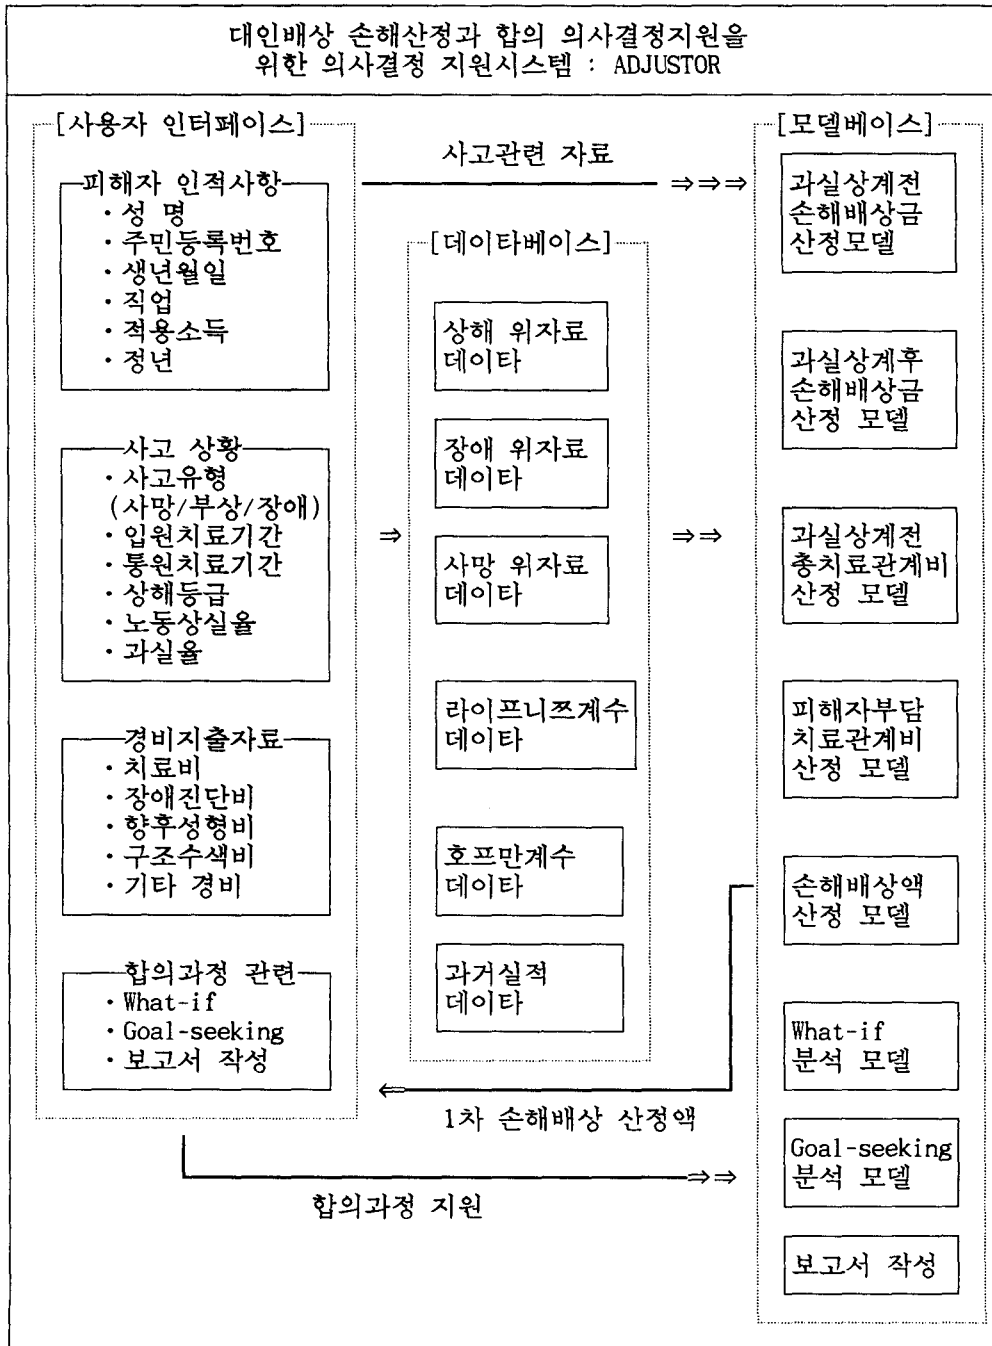 대인배상 손해산정과 합의 의사결정지원을
위한 의사결정 지원시스템 : ADJUSTOR
[사용자 인터페이스]
피해자 인적사항
· 성 명
· 주민등록번호
· 생년월일
· 직업
· 적용소득
· 정년
사고 상황
· 사고유형
(사망/부상/장애)
· 입원치료기간
· 통원치료기간
· 상해등급
· 노동상실율
· 과실율
경비지출자료
· 치료비
· 장애진단비
· 향후성형비
· 구조수색비
· 기타 경비
합의과정 관련
· What-if
· Goal-seeking
· 보고서 작성
사고관련 자료
⇒⇒⇒
⇒
[데이타베이스]
상해 위자료
데이타
장애 위자료
데이타
사망 위자료
데이타
라이프니쯔계수
데이타
호프만계수
데이타
과거실적
데이타
⇒⇒
[모델베이스]
과실상계전
손해배상금
산정모델
과실상계후
손해배상금
산정 모델
과실상계전
총치료관계비
산정 모델
피해자부담
치료관계비
산정 모델
손해배상액
산정 모델
What-if
분석 모델
Goal-seeking
분석 모델
보고서 작성
⇐
1차 손해배상 산정액
⇒⇒
합의과정 지원